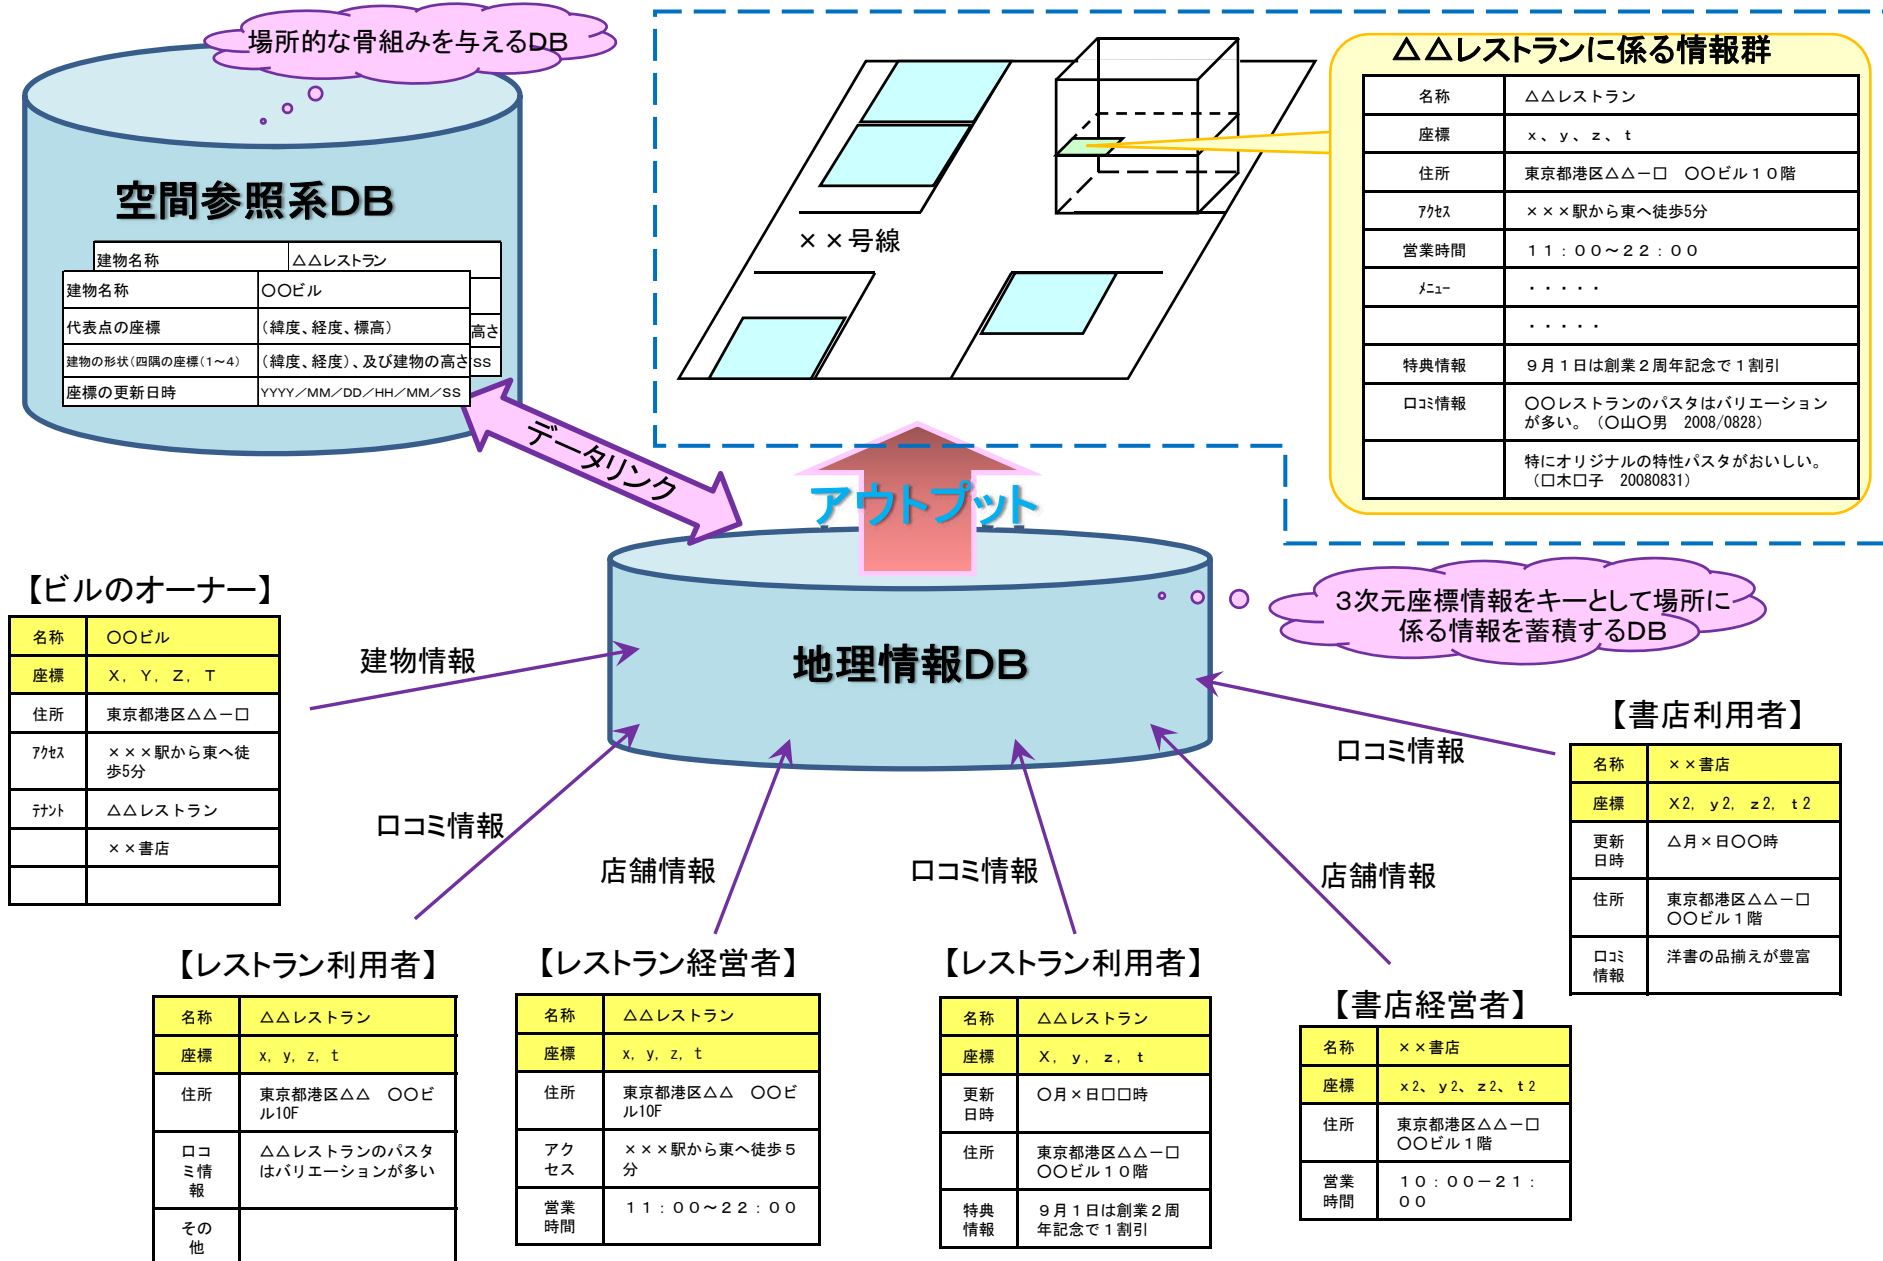 場所的な骨組みを与えるDB
空間参照系DB
建物名称 △△レストラン
建物名称 〇〇ビル
代表点の座標 (緯度、経度、標高)
高さ
建物の形状(四隅の座標(1～4) (緯度、経度)、及び建物の高さ
SS
座標の更新日時 YYYY/MM/DD/HH/MM/SS
データリンク
××号線
△△レストランに係る情報群
名称 △△レストラン
座標 x、y、z、t
住所 東京都港区△△－□　〇〇ビル１０階
ｱｸｾｽ ×××駅から東へ徒歩5分
営業時間 １１：００～２２：００
ﾒﾆｭｰ ・・・・・
・・・・・
特典情報 ９月１日は創業２周年記念で１割引
口ｺﾐ情報 〇〇レストランのパスタはバリエーション
が多い。（〇山〇男　2008/0828）
特にオリジナルの特性パスタがおいしい。
（□木□子　20080831）
アウトプット
地理情報DB
３次元座標情報をキーとして場所に
係る情報を蓄積するDB
【ビルのオーナー】
名称 〇〇ビル
座標 X, Y, Z, T
住所 東京都港区△△－□
ｱｸｾｽ ×××駅から東へ徒
歩5分
ﾃﾅﾝﾄ △△レストラン
××書店
建物情報
口コミ情報
店舗情報
口コミ情報
店舗情報
口コミ情報
【レストラン利用者】
名称 △△レストラン
座標 x, y, z, t
住所 東京都港区△△　〇〇ビ
ル10F
口コ
ミ情
報
△△レストランのパスタ
はバリエーションが多い
その
他
【レストラン経営者】
名称 △△レストラン
座標 x, y, z, t
住所 東京都港区△△　〇〇ビ
ル10F
アク
セス
×××駅から東へ徒歩５
分
営業
時間
１１：００～２２：００
【レストラン利用者】
名称 △△レストラン
座標 X, y, z, t
更新
日時
〇月×日□□時
住所 東京都港区△△－□
〇〇ビル１０階
特典
情報
９月１日は創業２周
年記念で１割引
【書店経営者】
名称 ××書店
座標 x2、y2、z2、t2
住所 東京都港区△△－□
〇〇ビル１階
営業
時間
１０：００－２１：
００
【書店利用者】
名称 ××書店
座標 X2, y2, z2, t2
更新
日時
△月×日〇〇時
住所 東京都港区△△－□
〇〇ビル１階
口ｺﾐ
情報
洋書の品揃えが豊富